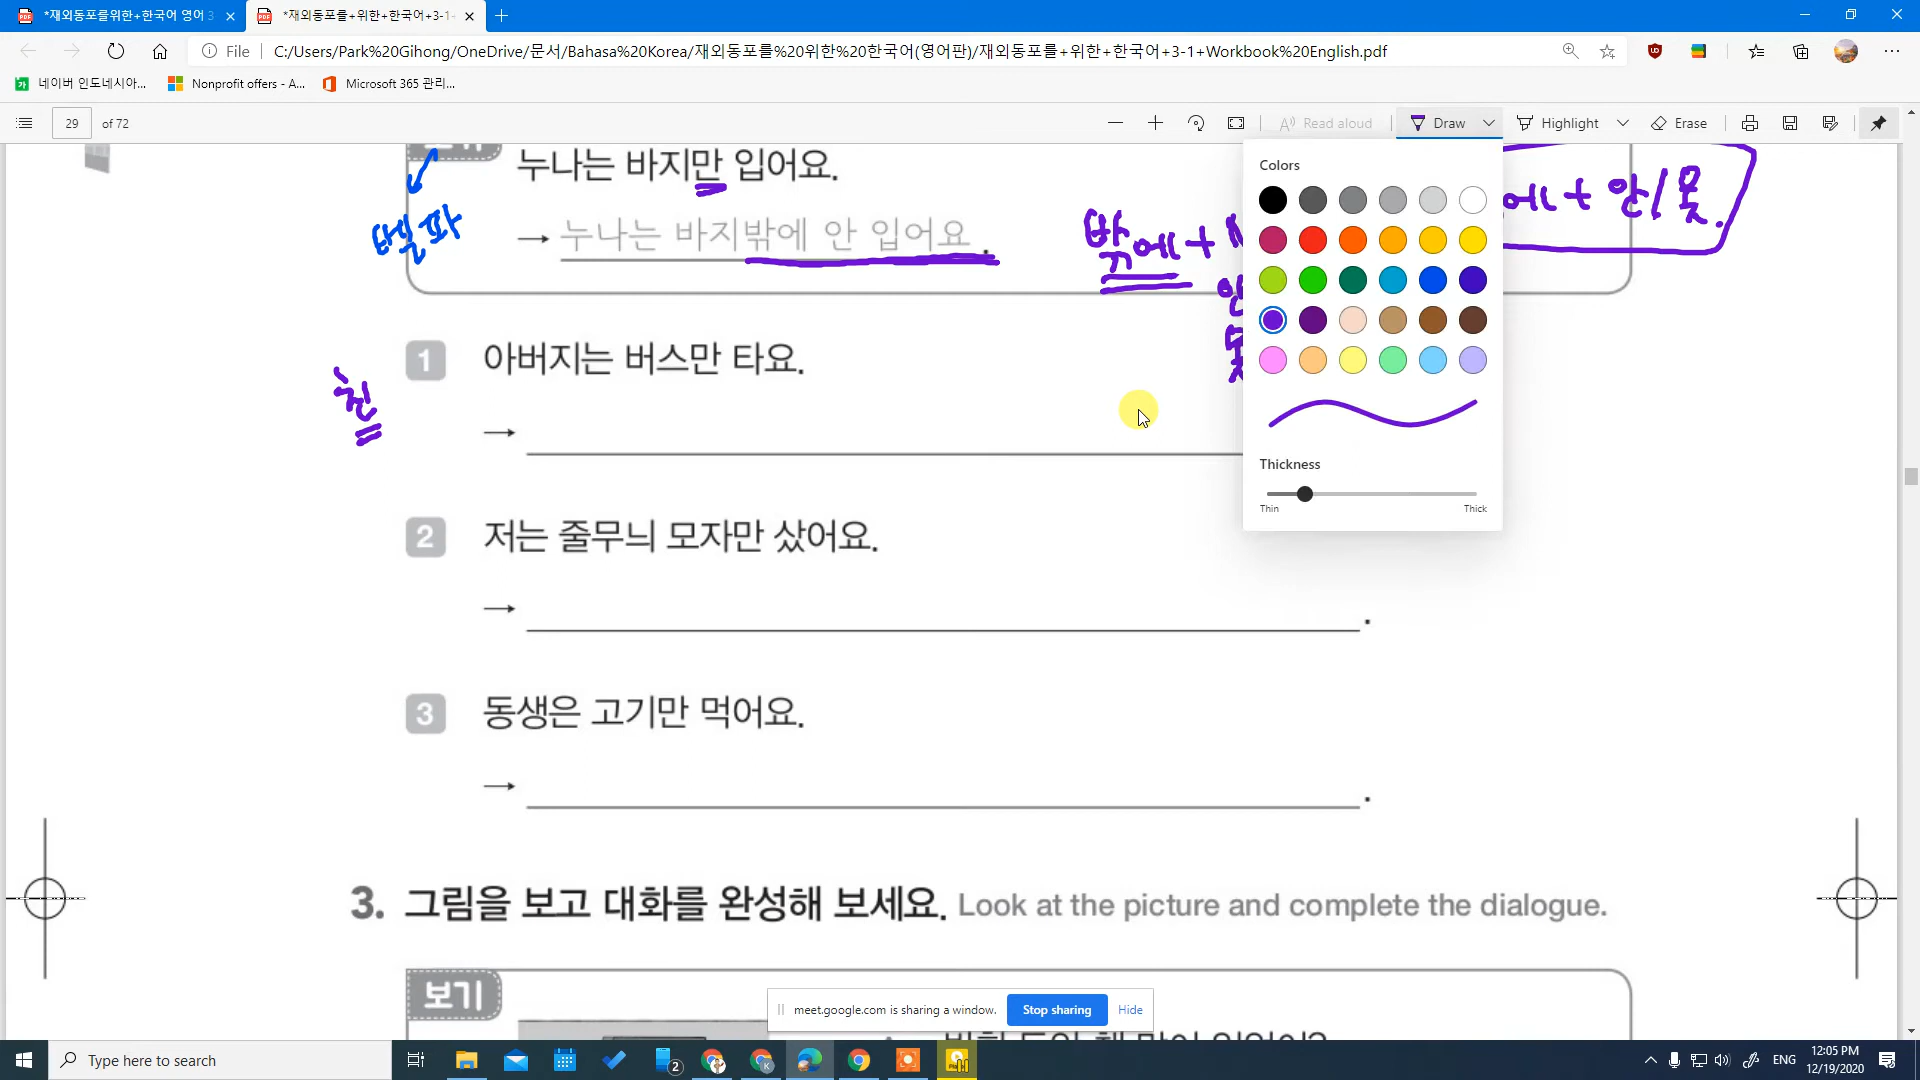 *재외동포를위한+한국어 영어 3
*재외동포를+위한+한국어+3-1+
File
C:/Users/Park%20Gihong/OneDrive/문서/Bahasa%20Korea/재외동포를%20위한%20한국어(영어판)/재외동포를+위한+한국어+3-1+Workbook%20English.pdf
네이버 인도네시아...
Nonprofit offers - A...
Microsoft 365 관리...
29 of 72
Read aloud
Draw
Highlight
Erase
누나는 바지만 입어요.
→ 누나는 바지밖에 안 입어요.
밖에+
에+안/못.
Colors
Thickness
Thin
Thick
1 아버지는 버스만 타요.
→
2 저는 줄무늬 모자만 샀어요.
→ .
3 동생은 고기만 먹어요.
→ .
3. 그림을 보고 대화를 완성해 보세요. Look at the picture and complete the dialogue.
보기
meet.google.com is sharing a window.
Stop sharing
Hide
Type here to search
2
ENG
12:05 PM
12/19/2020